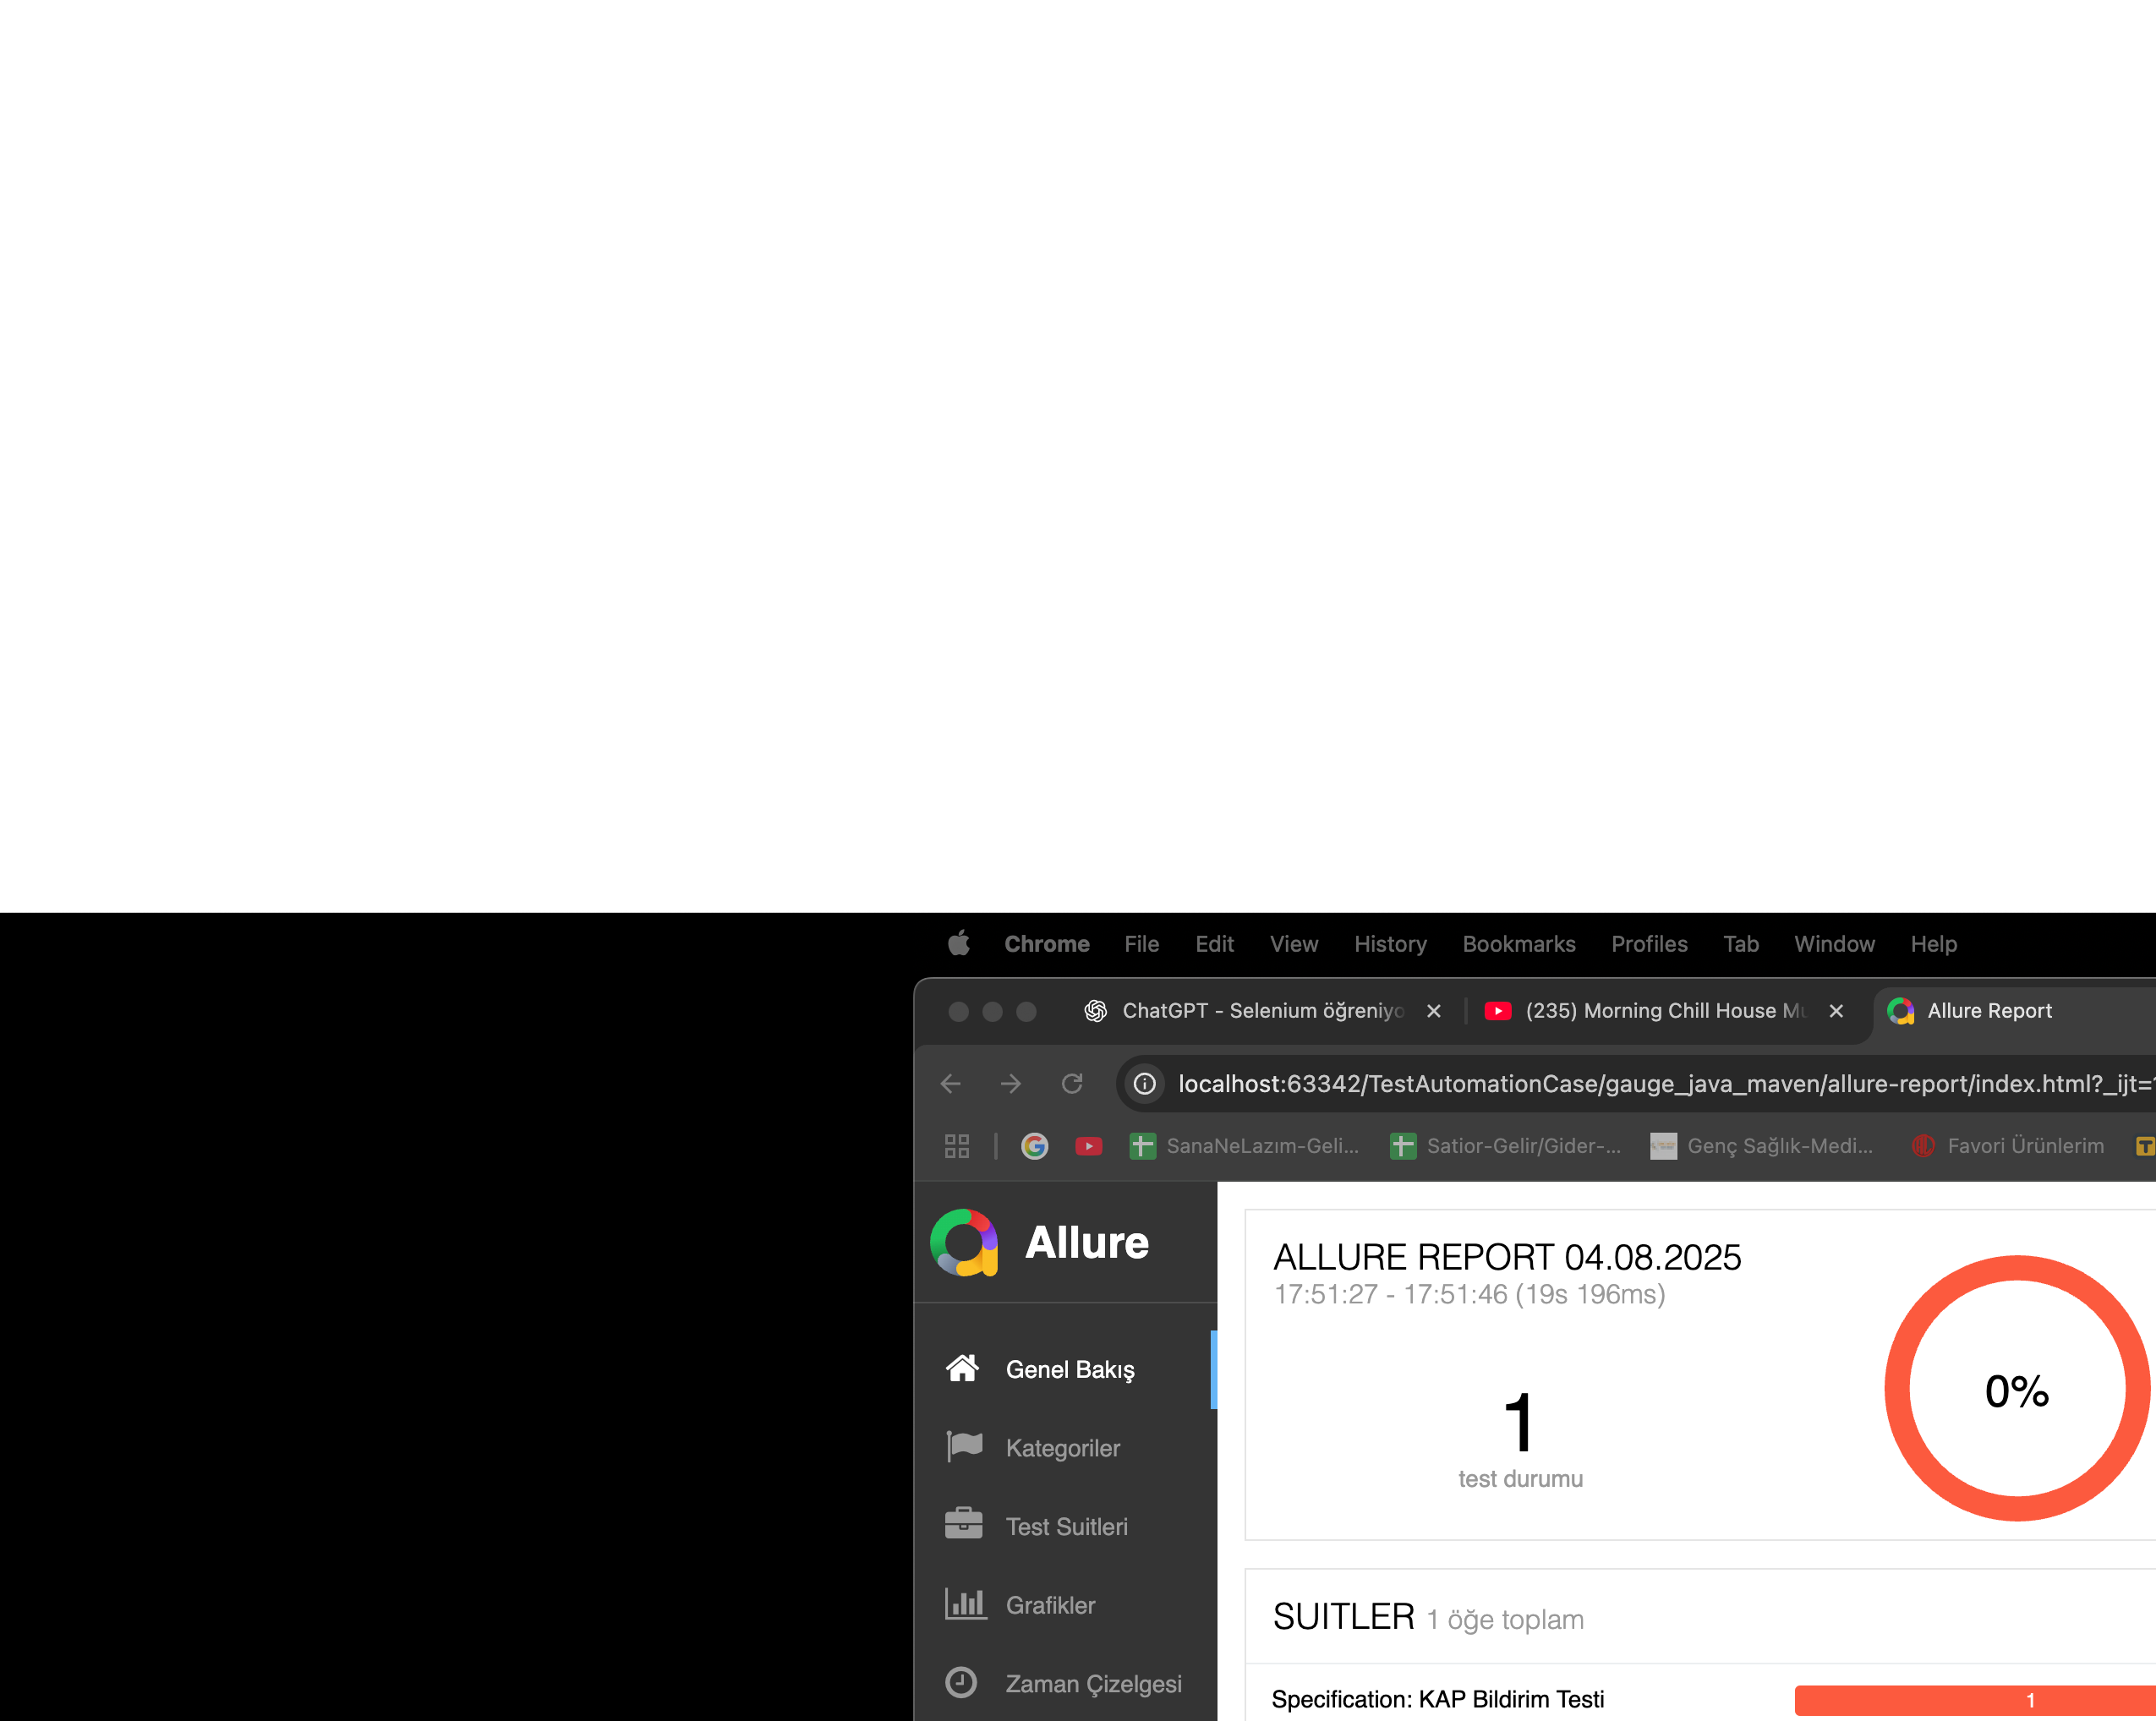 Chrome File Edit View History Bookmarks Profiles Tab Window Help
ChatGPT - Selenium öğreniyo
(235) Morning Chill House Mu
Allure Report
localhost:63342/TestAutomationCase/gauge_java_maven/allure-report/index.html?_ijt=
SanaNeLazım-Geli...
Satior-Gelir/Gider-...
Genç Sağlık-Medi...
Favori Ürünlerim
Allure
Genel Bakış
Kategoriler
Test Suitleri
Grafikler
Zaman Çizelgesi
ALLURE REPORT 04.08.2025
17:51:27 - 17:51:46 (19s 196ms)
1
test durumu
0%
SUITLER 1 öğe toplam
Specification: KAP Bildirim Testi
1